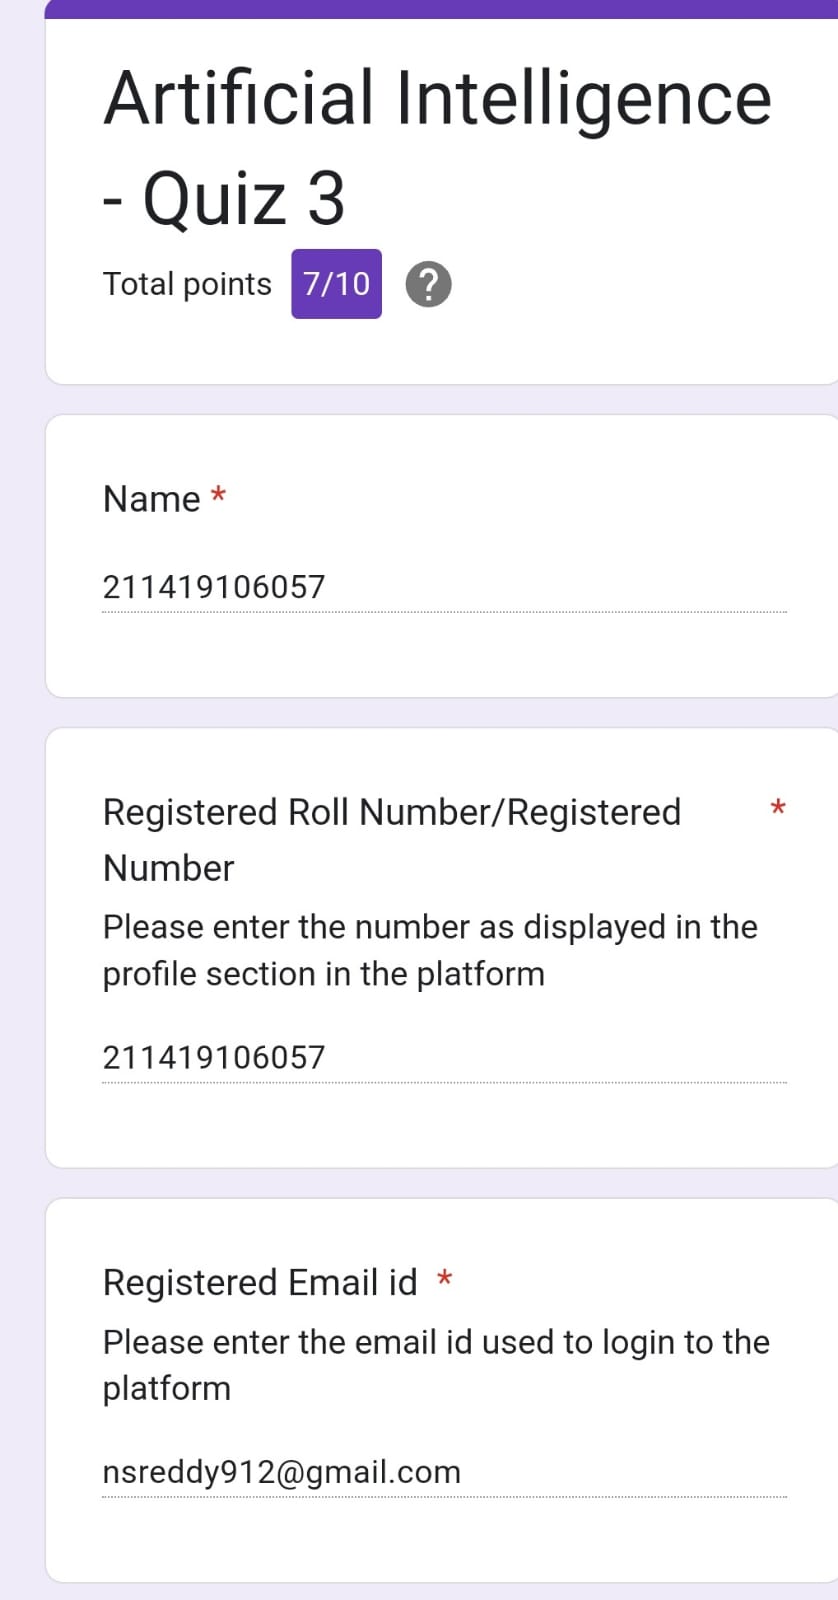 Artificial Intelligence
- Quiz 3
Total points 7/10 ?
Name *
211419106057
Registered Roll Number/Registered *
Number
Please enter the number as displayed in the
profile section in the platform
211419106057
Registered Email id *
Please enter the email id used to login to the
platform
nsreddy912@gmail.com